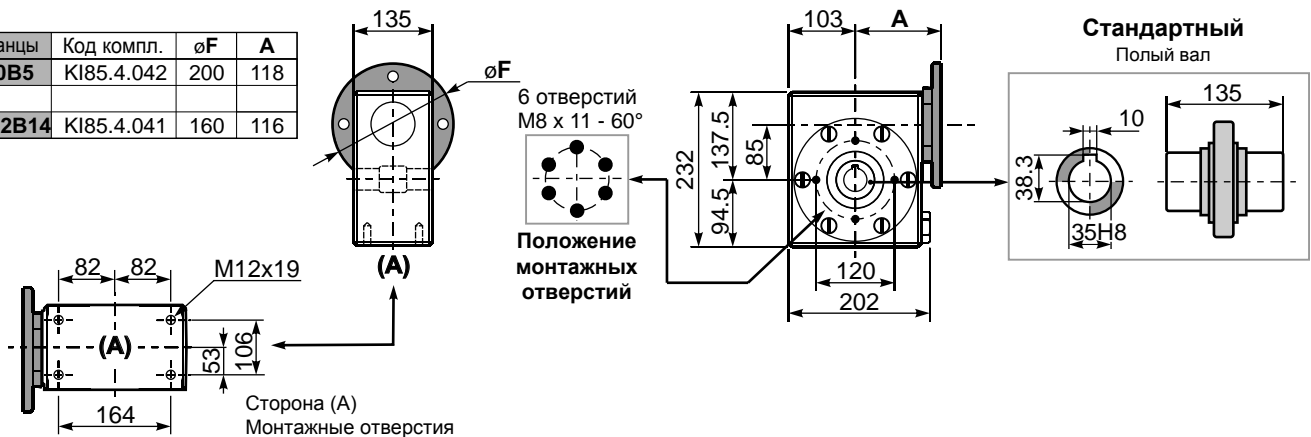 анцы Код компл. øF A
0B5 KI85.4.042 200 118
2B14 KI85.4.041 160 116
135
øF
(A)
6 отверстий
M8 x 11 - 60°
Положение
монтажных
отверстий
103 A
232
137.5
85
94.5
120
202
Стандартный
Полый вал
135
10
38.3
35H8
82 82 M12x19
(A)
53
106
164
Сторона (A)
Монтажные отверстия